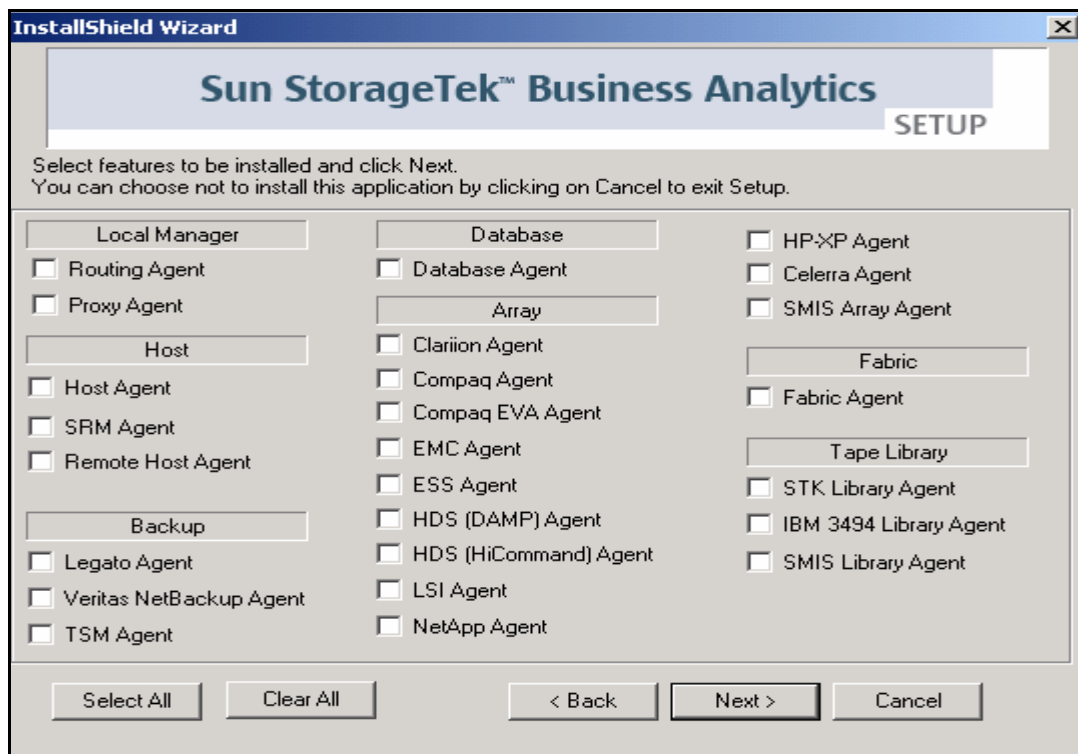 InstallShield Wizard
Sun StorageTek™ Business Analytics
SETUP
Select features to be installed and click Next.
You can choose not to install this application by clicking on Cancel to exit Setup.
Local Manager
Routing Agent
Proxy Agent
Host
Host Agent
SRM Agent
Remote Host Agent
Backup
Legato Agent
Veritas NetBackup Agent
TSM Agent
Database
Database Agent
Array
Clariion Agent
Compaq Agent
Compaq EVA Agent
EMC Agent
ESS Agent
HDS (DAMP) Agent
HDS (HiCommand) Agent
LSI Agent
NetApp Agent
HP-XP Agent
Celerra Agent
SMIS Array Agent
Fabric
Fabric Agent
Tape Library
STK Library Agent
IBM 3494 Library Agent
SMIS Library Agent
Select All
Clear All
< Back
Next >
Cancel